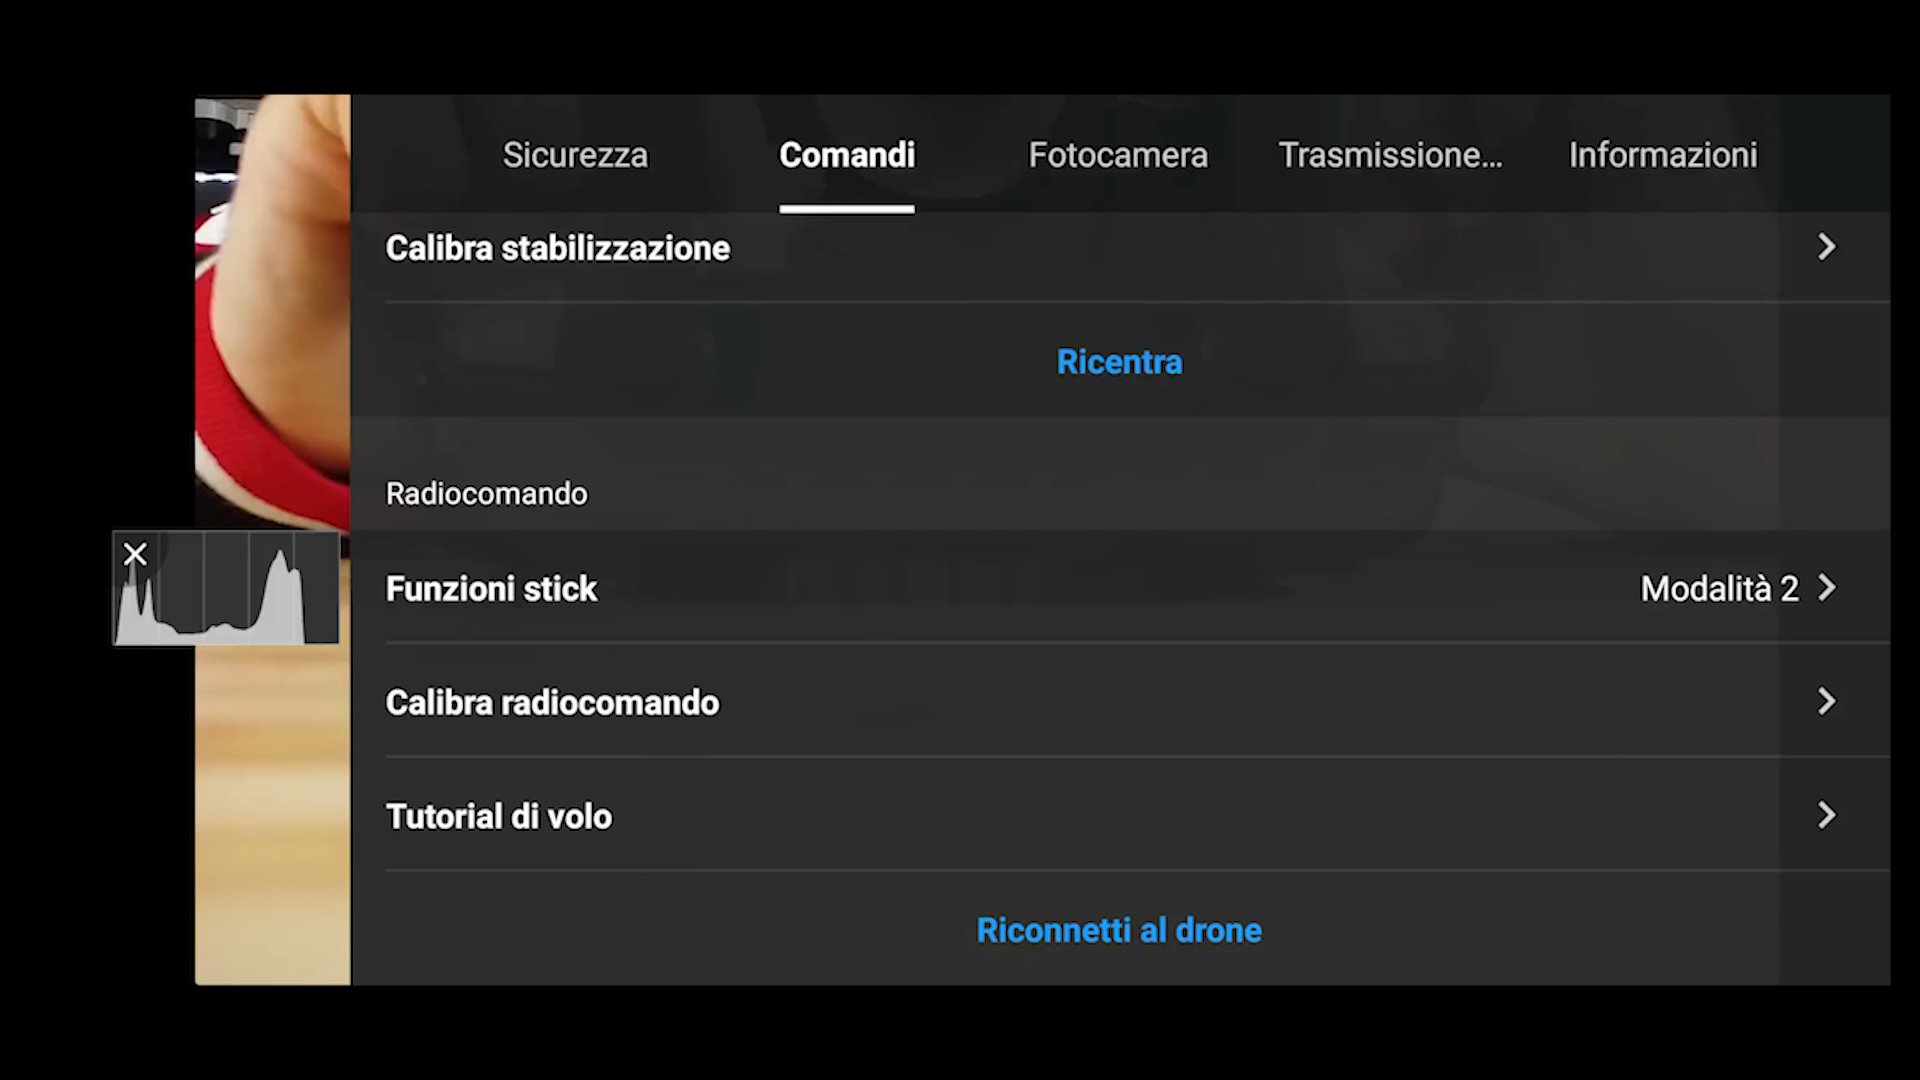 Sicurezza Comandi Fotocamera Trasmissione... Informazioni
Calibra stabilizzazione
Ricentra
Radiocomando
Funzioni stick Modalità 2
Calibra radiocomando
Tutorial di volo
Riconnetti al drone